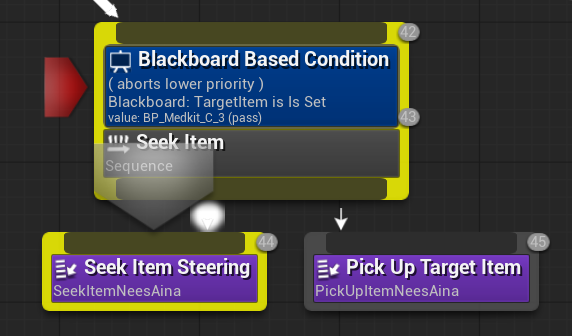 42
Blackboard Based Condition
( aborts lower priority )
Blackboard: TargetItem is Is Set
value: BP_Medkit_C_3 (pass)
43
Seek Item
Sequence
44
Seek Item Steering
SeekItemNeesAina
45
Pick Up Target Item
PickUpItemNeesAina